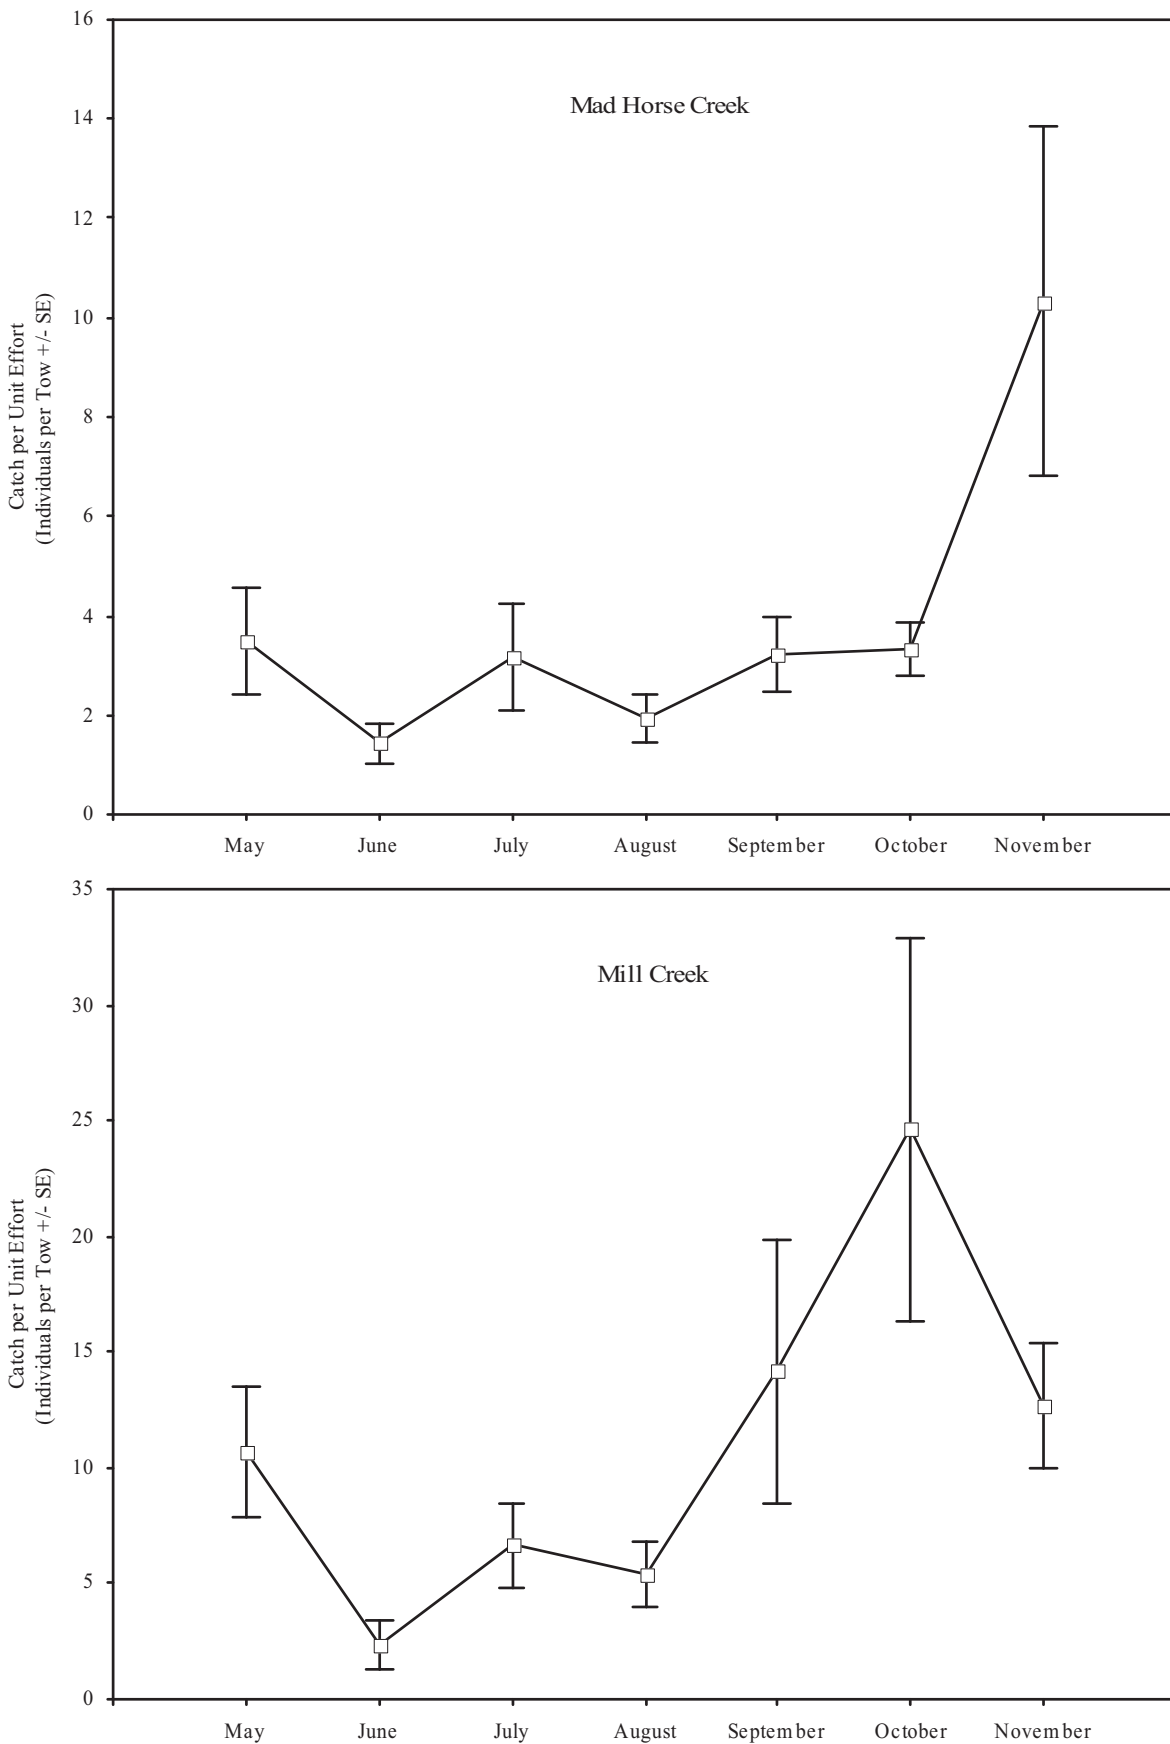 16
Mad Horse Creek
14
12
10
8
6
4
2
0
Catch per Unit Effort
(Individuals per Tow +/- SE)
May June July August September October November
35
Mill Creek
30
25
20
15
10
5
0
Catch per Unit Effort
(Individuals per Tow +/- SE)
May June July August September October November